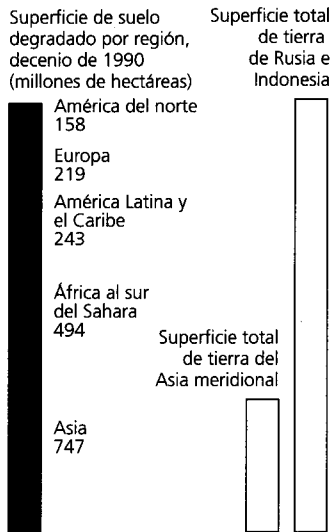 Superficie de suelo
degradado por región,
decenio de 1990
(millones de hectáreas)
Superficie total
de tierra
de Rusia e
Indonesia
América del norte
158
Europa
219
América Latina y
el Caribe
243
África al sur
del Sahara
494
Superficie total
de tierra del
Asia meridional
Asia
747